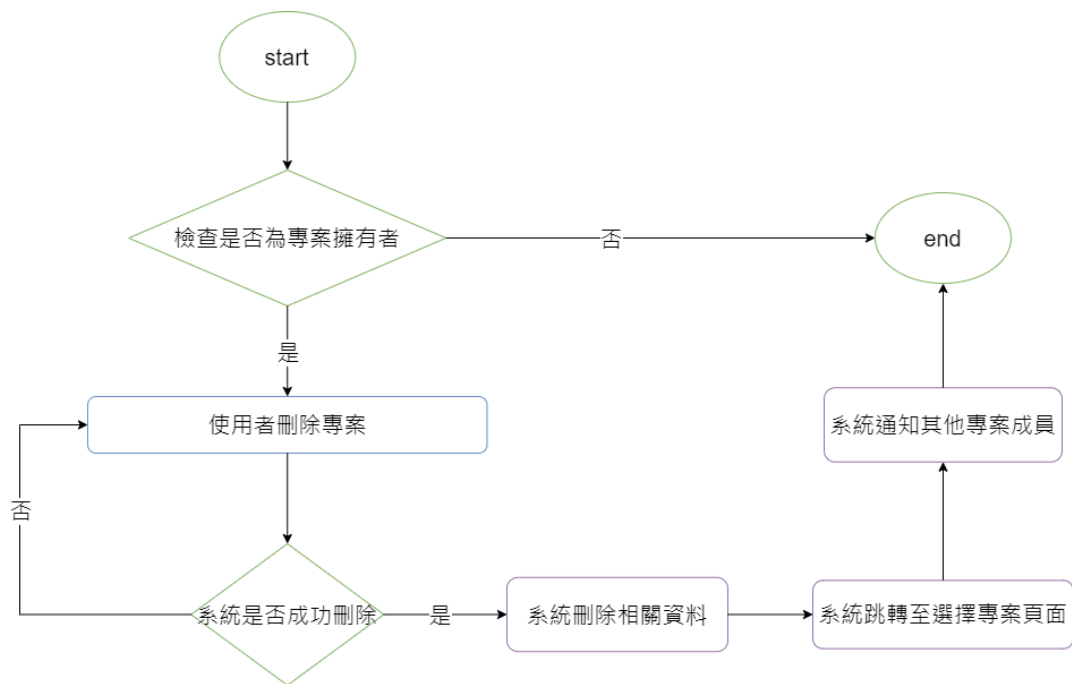 start
檢查是否為專案擁有者
否
end
是
使用者刪除專案
系統通知其他專案成員
否
系統是否成功刪除
是
系統刪除相關資料
系統跳轉至選擇專案頁面